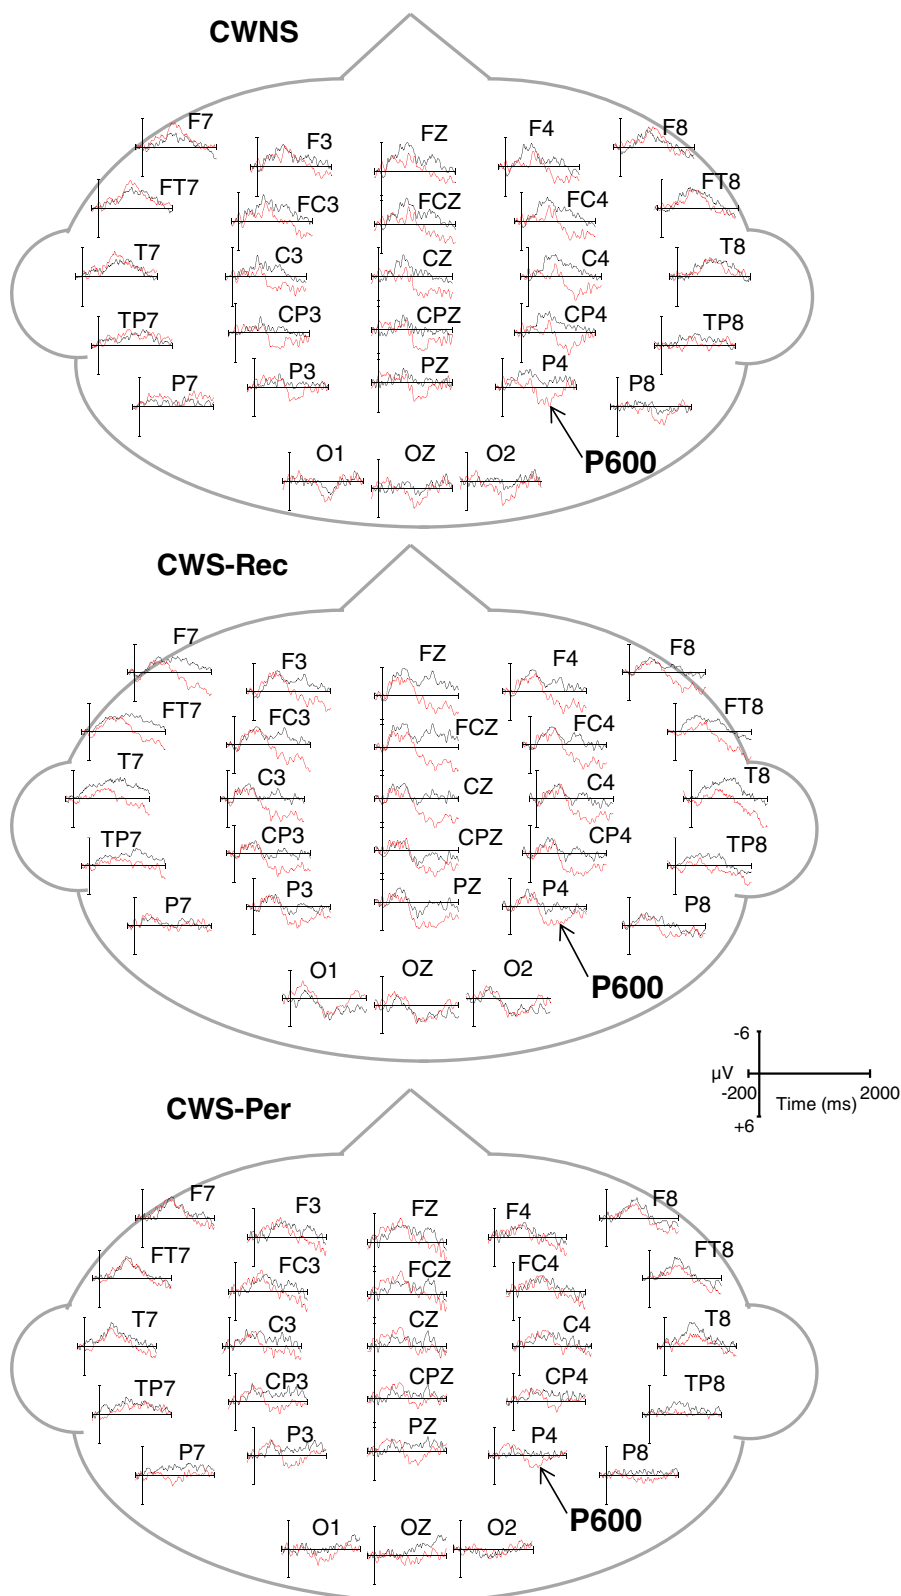 CWNS
F7 F3 FZ F4 F8
FT7 FC3 FCZ FC4 FT8
T7 C3 CZ C4 T8
TP7 CP3 CPZ CP4 TP8
P7 P3 PZ P4 P8
P600
O1 OZ O2
CWS-Rec
F7 F3 FZ F4 F8
FT7 FC3 FCZ FC4 FT8
T7 C3 CZ C4 T8
TP7 CP3 CPZ CP4 TP8
P7 P3 PZ P4 P8
P600
O1 OZ O2
-6
µV
-200 Time (ms) 2000
+6
CWS-Per
F7 F3 FZ F4 F8
FT7 FC3 FCZ FC4 FT8
T7 C3 CZ C4 T8
TP7 CP3 CPZ CP4 TP8
P7 P3 PZ P4 P8
P600
O1 OZ O2